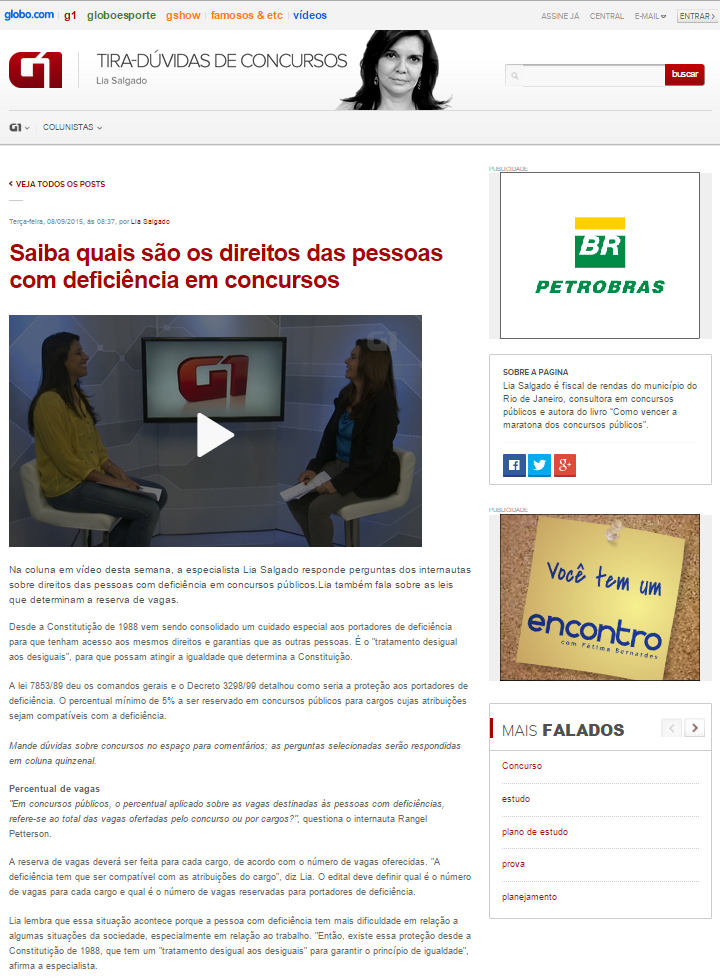 globo.com g1 globoesporte gshow famosos & etc vídeos ASSINE JÁ CENTRAL E-MAIL ENTRAR ›
G1 TIRA-DÚVIDAS DE CONCURSOS
Lia Salgado
buscar
G1 COLUNISTAS
VEJA TODOS OS POSTS
Terça-feira, 08/09/2015, às 08:37, por Lia Salgado
Saiba quais são os direitos das pessoas
com deficiência em concursos
G1
G1
Na coluna em vídeo desta semana, a especialista Lia Salgado responde perguntas dos internautas
sobre direitos das pessoas com deficiência em concursos públicos.Lia também fala sobre as leis
que determinam a reserva de vagas.
Desde a Constituição de 1988 vem sendo consolidado um cuidado especial aos portadores de deficiência
para que tenham acesso aos mesmos direitos e garantias que as outras pessoas. É o "tratamento desigual
aos desiguais", para que possam atingir a igualdade que determina a Constituição.
A lei 7853/89 deu os comandos gerais e o Decreto 3298/99 detalhou como seria a proteção aos portadores de
deficiência. O percentual mínimo de 5% a ser reservado em concursos públicos para cargos cujas atribuições
sejam compatíveis com a deficiência.
Mande dúvidas sobre concursos no espaço para comentários; as perguntas selecionadas serão respondidas
em coluna quinzenal.
Percentual de vagas
"Em concursos públicos, o percentual aplicado sobre as vagas destinadas às pessoas com deficiências,
refere-se ao total das vagas ofertadas pelo concurso ou por cargos?", questiona o internauta Rangel
Petterson.
A reserva de vagas deverá ser feita para cada cargo, de acordo com o número de vagas oferecidas. "A
deficiência tem que ser compatível com as atribuições do cargo", diz Lia. O edital deve definir qual é o número
de vagas para cada cargo e qual é o número de vagas reservadas para portadores de deficiência.
Lia lembra que essa situação acontece porque a pessoa com deficiência tem mais dificuldade em relação a
algumas situações da sociedade, especialmente em relação ao trabalho. "Então, existe essa proteção desde a
Constituição de 1988, que tem um "tratamento desigual aos desiguais" para garantir o princípio de igualdade",
afirma a especialista.
PUBLICIDADE
BR
PETROBRAS
SOBRE A PÁGINA
Lia Salgado é fiscal de rendas do município do
Rio de Janeiro, consultora em concursos
públicos e autora do livro "Como vencer a
maratona dos concursos públicos".
PUBLICIDADE
Você tem um
encontro
com Fátima Bernardes
MAIS FALADOS
Concurso
estudo
plano de estudo
prova
planejamento